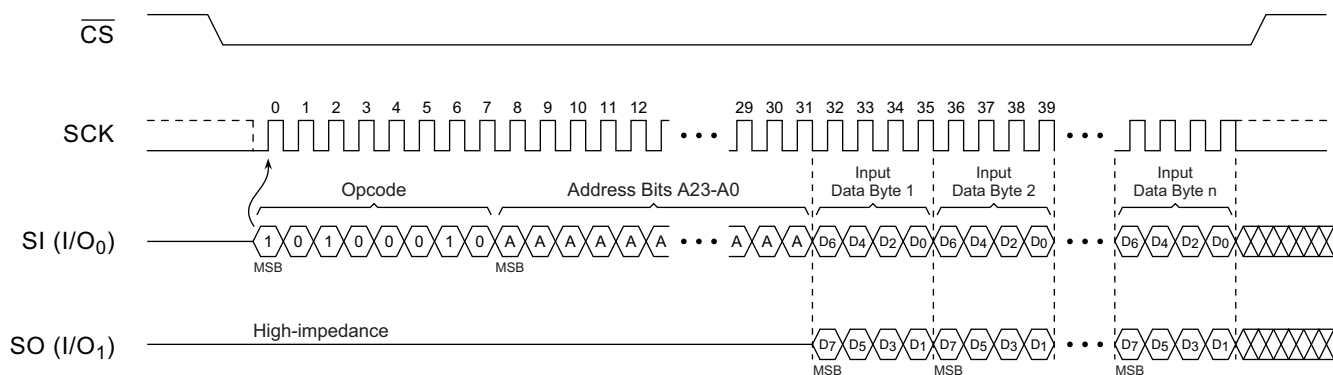 CS
0 1 2 3 4 5 6 7 8 9 10 11 12 29 30 31 32 33 34 35 36 37 38 39
SCK
Opcode Address Bits A23-A0 Input Data Byte 1 Input Data Byte 2 Input Data Byte n
SI (I/O0) 1 0 1 0 0 0 1 0 A A A A A A A A A D6 D4 D2 D0 D6 D4 D2 D0 D6 D4 D2 D0
MSB MSB
High-impedance
SO (I/O1) D7 D5 D3 D1 D7 D5 D3 D1 D7 D5 D3 D1
MSB MSB MSB